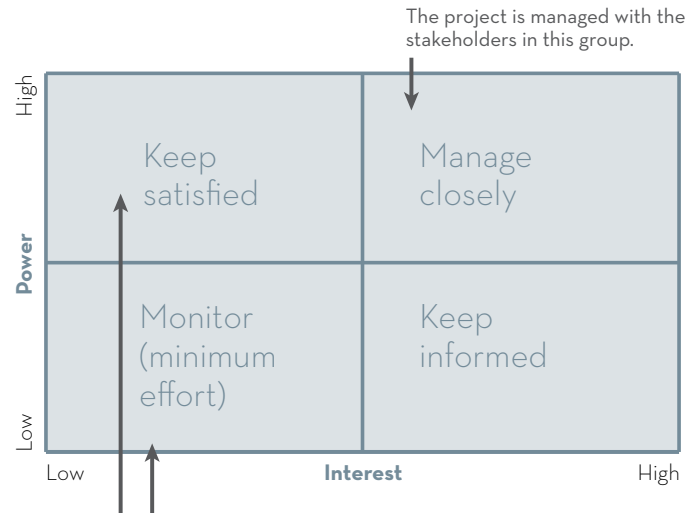 The project is managed with the
stakeholders in this group.
High
Keep
satisfied
Manage
closely
Power
Monitor
(minimum
effort)
Keep
informed
Low
Low
Interest
High